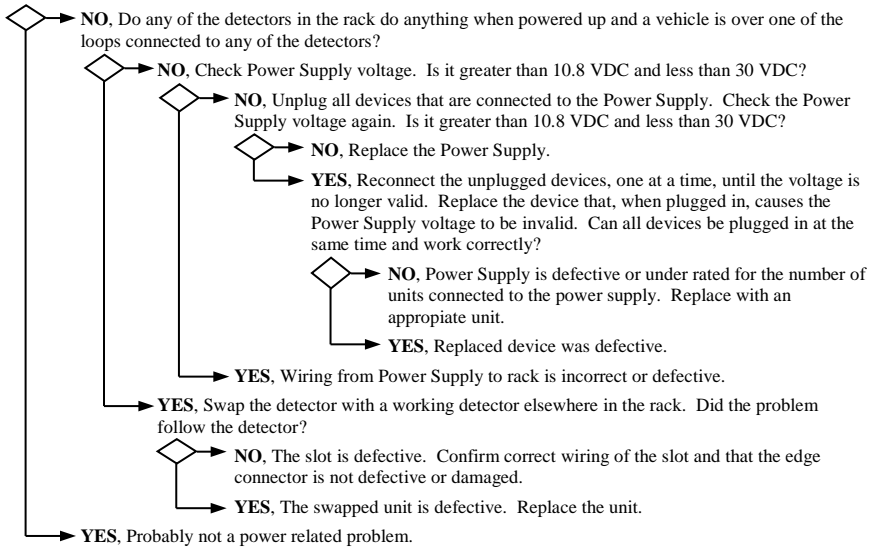 NO, Do any of the detectors in the rack do anything when powered up and a vehicle is over one of the
loops connected to any of the detectors?
NO, Check Power Supply voltage. Is it greater than 10.8 VDC and less than 30 VDC?
NO, Unplug all devices that are connected to the Power Supply. Check the Power
Supply voltage again. Is it greater than 10.8 VDC and less than 30 VDC?
NO, Replace the Power Supply.
YES, Reconnect the unplugged devices, one at a time, until the voltage is
no longer valid. Replace the device that, when plugged in, causes the
Power Supply voltage to be invalid. Can all devices be plugged in at the
same time and work correctly?
NO, Power Supply is defective or under rated for the number of
units connected to the power supply. Replace with an
appropiate unit.
YES, Replaced device was defective.
YES, Wiring from Power Supply to rack is incorrect or defective.
YES, Swap the detector with a working detector elsewhere in the rack. Did the problem
follow the detector?
NO, The slot is defective. Confirm correct wiring of the slot and that the edge
connector is not defective or damaged.
YES, The swapped unit is defective. Replace the unit.
YES, Probably not a power related problem.